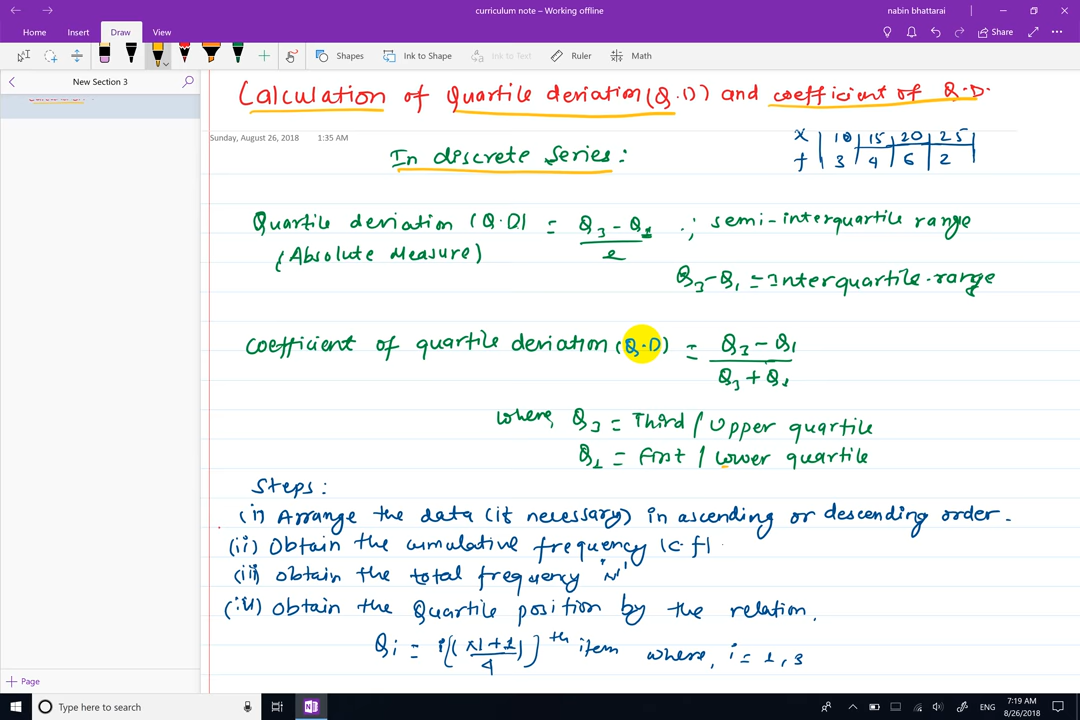 curriculum note – Working offline
nabin bhattarai
Home Insert Draw View
Share
Shapes Ink to Shape Ink to Text Ruler Math
New Section 3
Calculation of Quartile deviation (Q.D) and coefficient of Q.D.
Sunday, August 26, 2018 1:35 AM
x 10 15 20 25
f 3 4 6 2
In discrete Series:
Quartile deviation (Q.D) = Q3 - Q1 / 2 ; semi-interquartile range
(Absolute Measure)
Q3 - Q1 = Interquartile range
coefficient of quartile deviation (Q.D) = Q3 - Q1 / Q3 + Q1
where, Q3 = Third / Upper quartile
Q1 = First / Lower quartile
Steps:
(i) Arrange the data (if necessary) in ascending or descending order.
(ii) Obtain the cumulative frequency (c.f)
(iii) obtain the total frequency 'N'
(iv) Obtain the Quartile position by the relation.
Qi = i((N+1)/4)th item where, i = 1, 3
Page
Type here to search
ENG
7:19 AM
8/26/2018